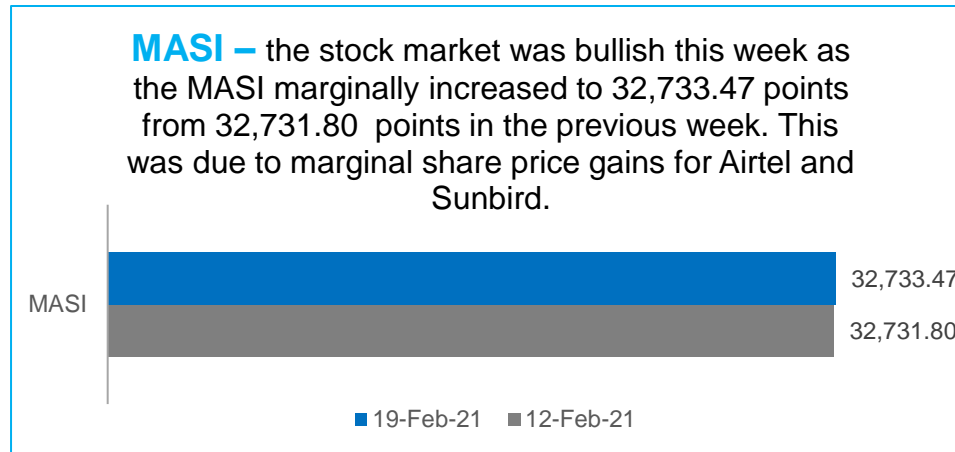 MASI – the stock market was bullish this week as
the MASI marginally increased to 32,733.47 points
from 32,731.80 points in the previous week. This
was due to marginal share price gains for Airtel and
Sunbird.
32,733.47
MASI
32,731.80
19-Feb-21 12-Feb-21